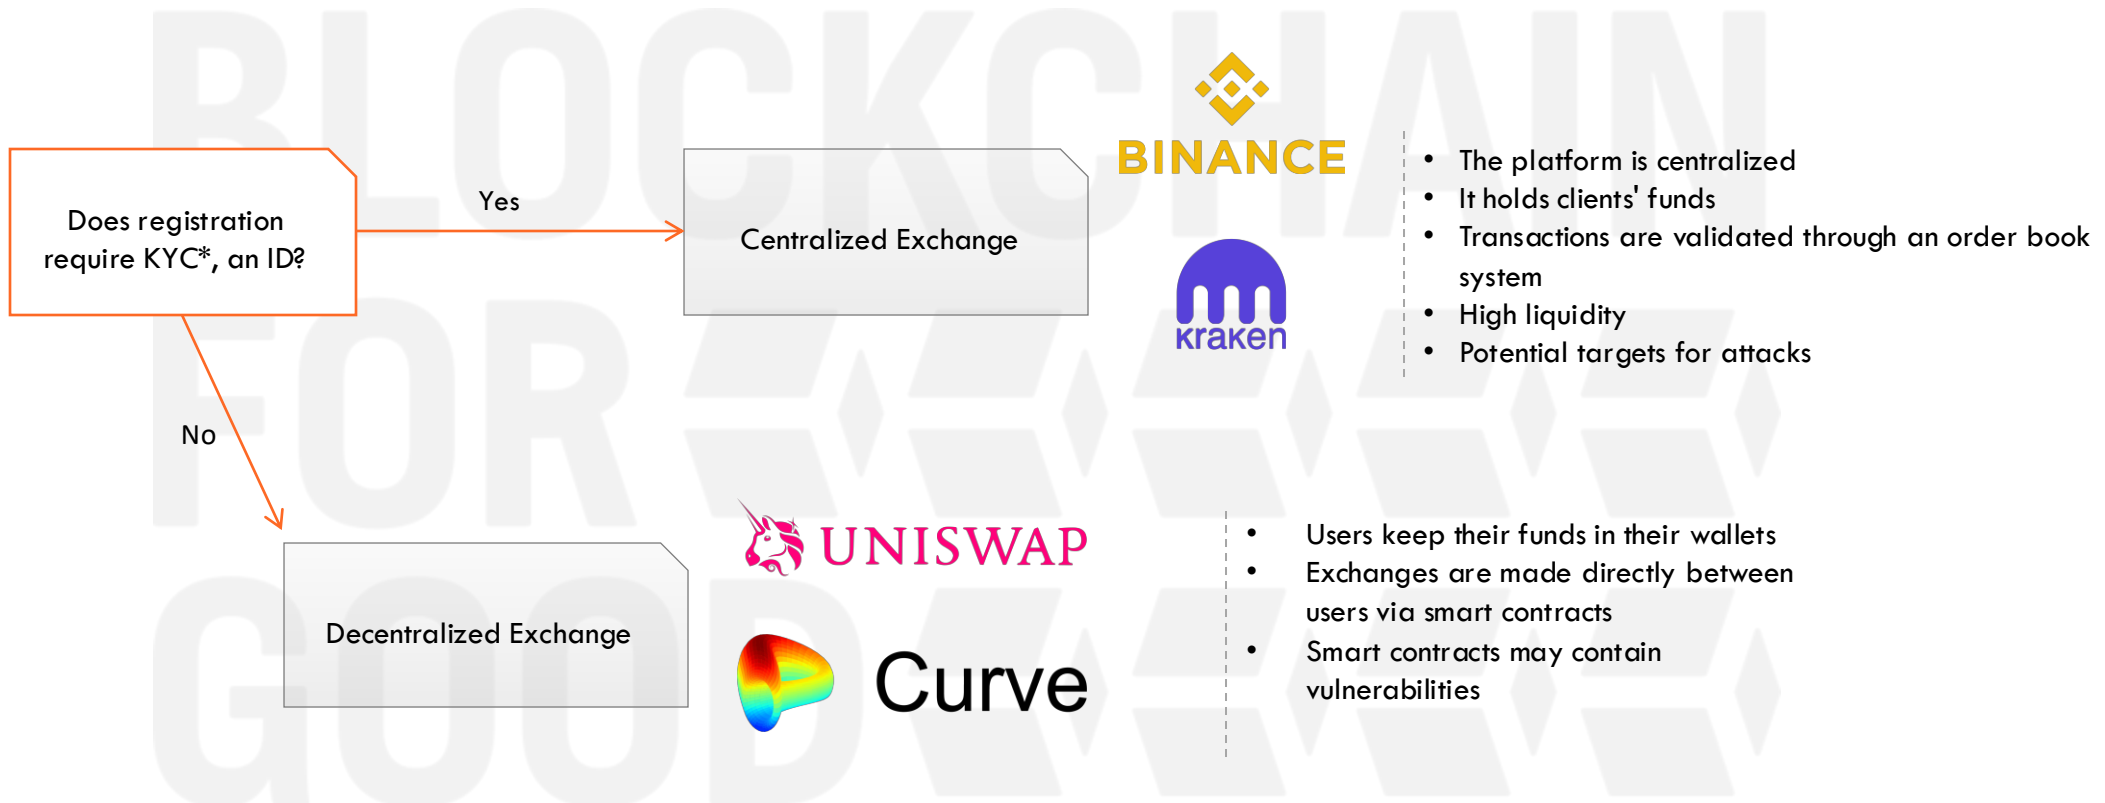 BLOCKCHAIN
FOR
GOOD
Does registration
require KYC*, an ID?
Yes
No
Centralized Exchange
BINANCE
kraken
• The platform is centralized
• It holds clients' funds
• Transactions are validated through an order book
system
• High liquidity
• Potential targets for attacks
Decentralized Exchange
UNISWAP
Curve
• Users keep their funds in their wallets
• Exchanges are made directly between
users via smart contracts
• Smart contracts may contain
vulnerabilities